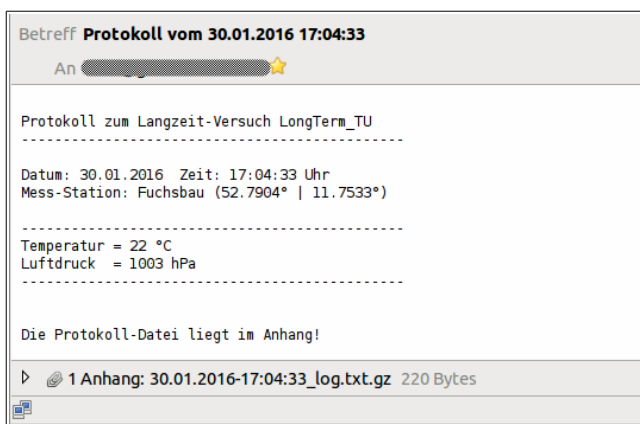 Betreff Protokoll vom 30.01.2016 17:04:33
An
Protokoll zum Langzeit-Versuch LongTerm_TU
---------------------------------------------
Datum: 30.01.2016  Zeit: 17:04:33 Uhr
Mess-Station: Fuchsbau (52.7904° | 11.7533°)
---------------------------------------------
Temperatur = 22 °C
Luftdruck  = 1003 hPa
---------------------------------------------
Die Protokoll-Datei liegt im Anhang!
1 Anhang: 30.01.2016-17:04:33_log.txt.gz 220 Bytes